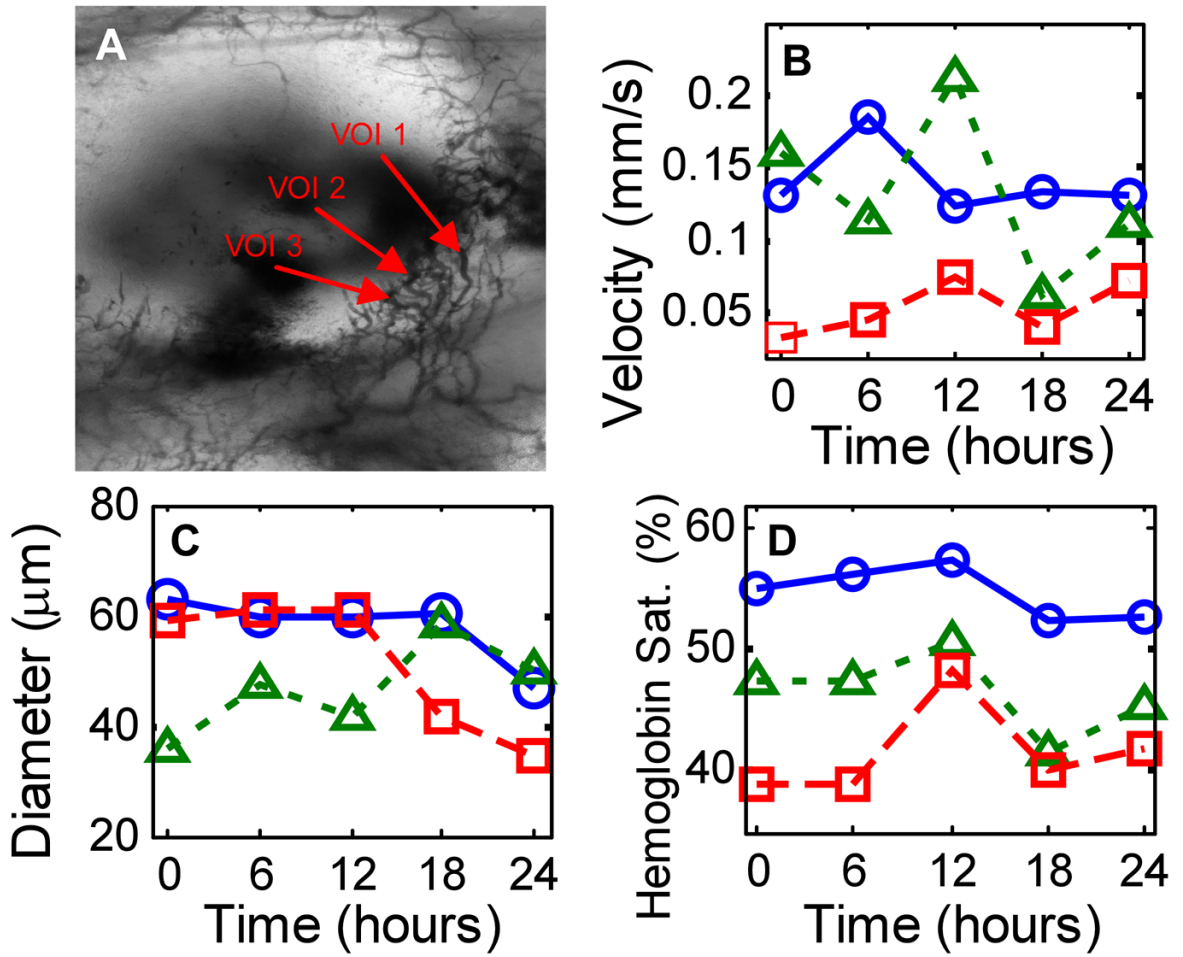 A
VOI 1
VOI 2
VOI 3
B
Velocity (mm/s)
0.2
0.15
0.1
0.05
0 6 12 18 24
Time (hours)
C
Diameter (μm)
80
60
40
20
0 6 12 18 24
Time (hours)
D
Hemoglobin Sat. (%)
60
50
40
0 6 12 18 24
Time (hours)